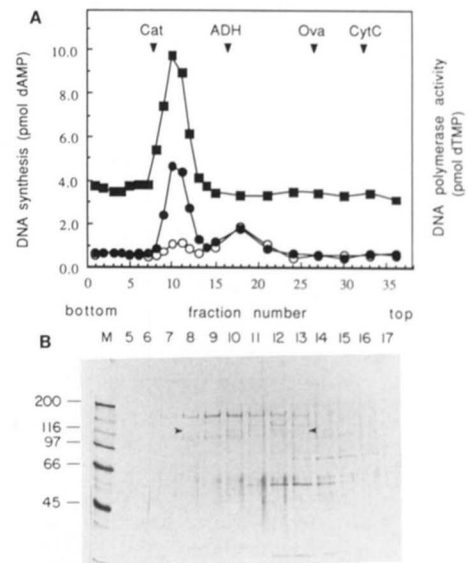 A
Cat ADH Ova CytC
DNA synthesis (pmol dAMP)
10.0
8.0
6.0
4.0
2.0
0.0
DNA polymerase activity
(pmol dTMP)
0 5 10 15 20 25 30 35
bottom fraction number top
B
M 5 6 7 8 9 10 11 12 13 14 15 16 17
200
116
97
66
45